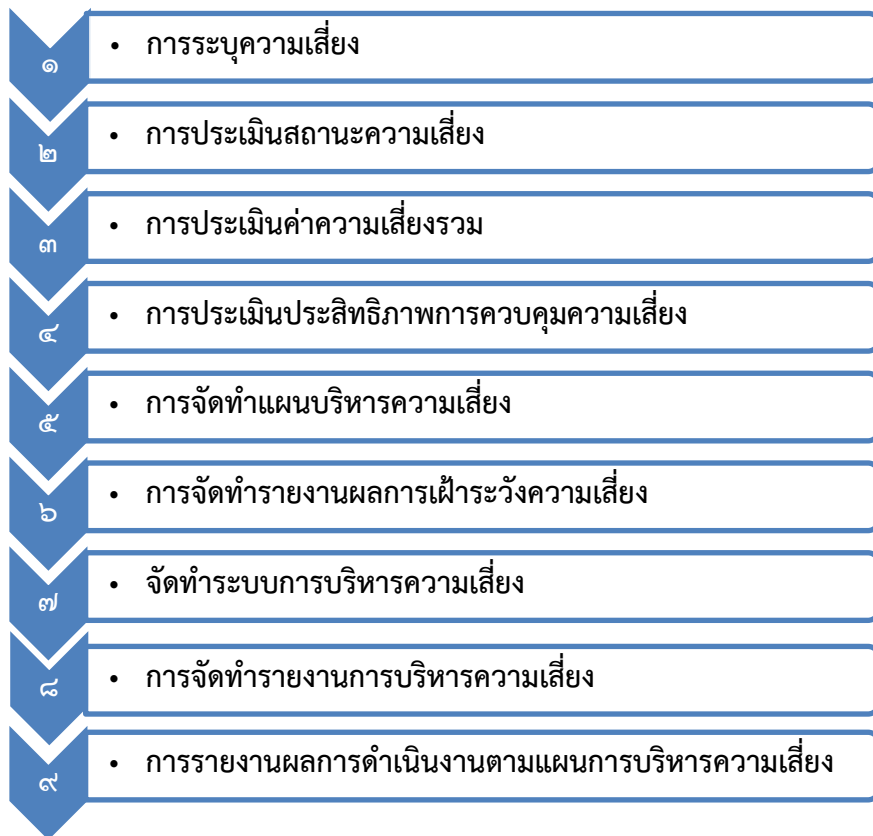 ๑ • การระบุความเสี่ยง
๒ • การประเมินสถานะความเสี่ยง
๓ • การประเมินค่าความเสี่ยงรวม
๔ • การประเมินประสิทธิภาพการควบคุมความเสี่ยง
๕ • การจัดทำแผนบริหารความเสี่ยง
๖ • การจัดทำรายงานผลการเฝ้าระวังความเสี่ยง
๗ • จัดทำระบบการบริหารความเสี่ยง
๘ • การจัดทำรายงานการบริหารความเสี่ยง
๙ • การรายงานผลการดำเนินงานตามแผนการบริหารความเสี่ยง